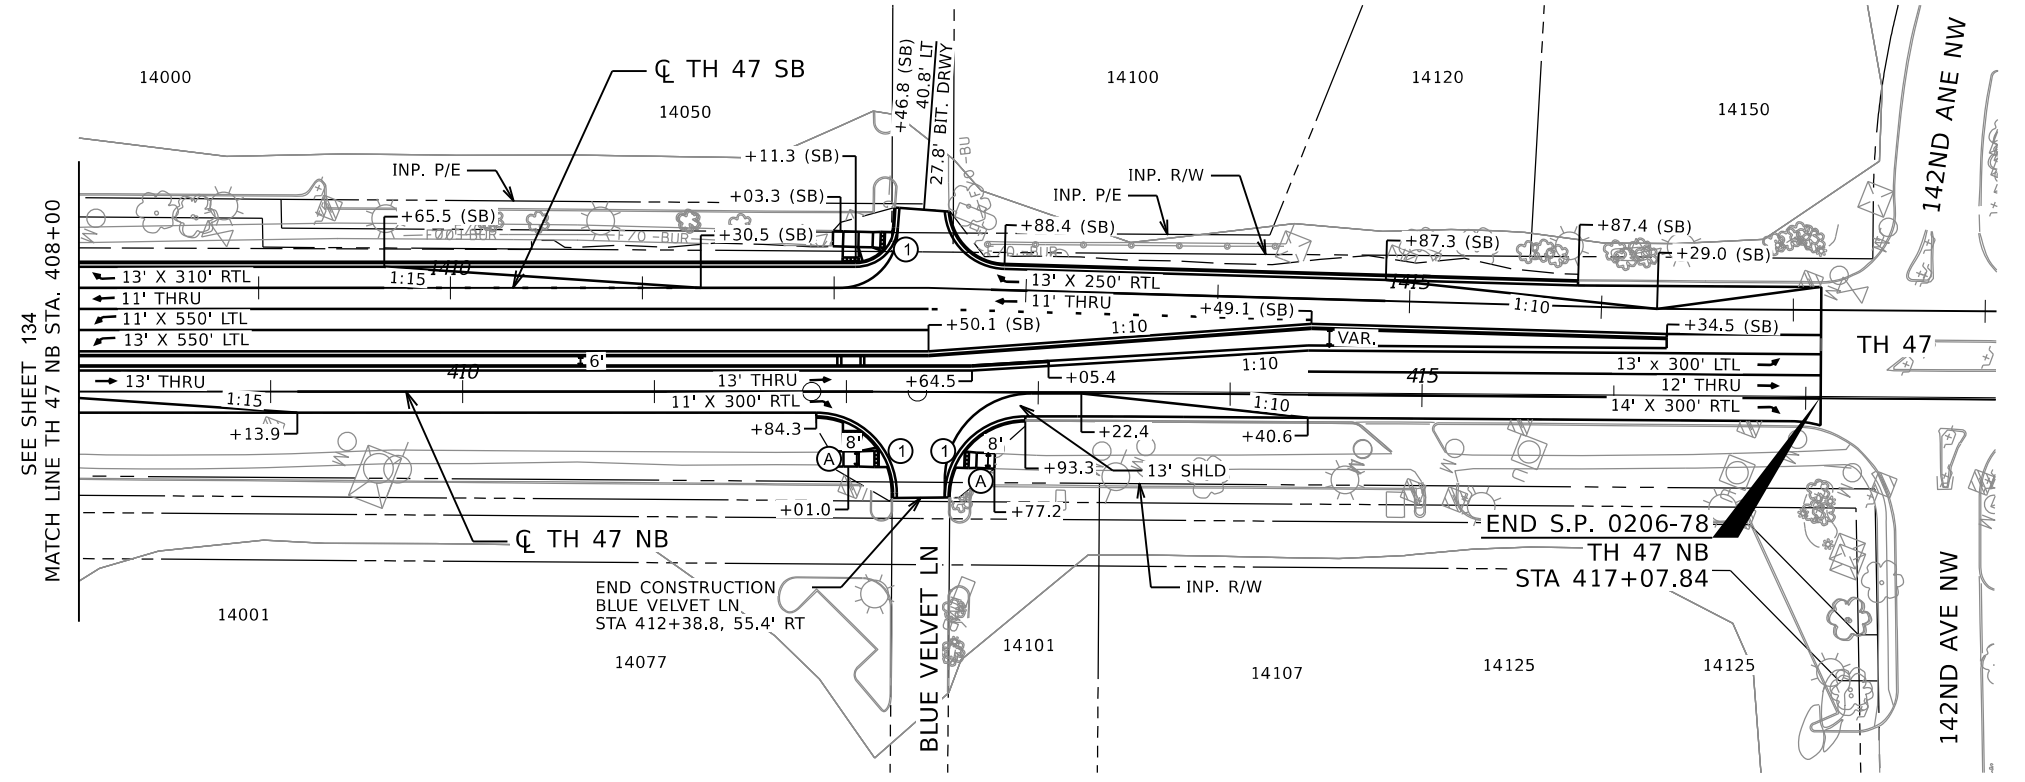 14000
℄ TH 47 SB
14050
+46.8 (SB)
40.8' LT
27.8' BIT. DRWY
14100
14120
14150
142ND ANE NW
INP. P/E
+11.3 (SB)
+03.3 (SB)
INP. P/E
INP. R/W
+65.5 (SB)
+30.5 (SB)
+88.4 (SB)
+87.3 (SB)
+87.4 (SB)
+29.0 (SB)
F/O-BUR
F/O-BUR
F/O-BUR
F/O-BU
1
13' X 310' RTL
1:15
1410
13' X 250' RTL
1415
1:10
11' THRU
11' THRU
+49.1 (SB)
11' X 550' LTL
+50.1 (SB)
1:10
+34.5 (SB)
13' X 550' LTL
VAR.
TH 47
6'
13' THRU
410
13' THRU
+64.5
+05.4
1:10
415
13' x 300' LTL
12' THRU
1:15
11' X 300' RTL
1:10
14' X 300' RTL
+13.9
+84.3
8'
8'
+22.4
+40.6
A
1
1
A
+93.3
13' SHLD
+01.0
+77.2
SEE SHEET 134
MATCH LINE TH 47 NB STA. 408+00
℄ TH 47 NB
END S.P. 0206-78
TH 47 NB
STA 417+07.84
END CONSTRUCTION
BLUE VELVET LN
STA 412+38.8, 55.4' RT
INP. R/W
14001
14077
BLUE VELVET LN
14101
14107
14125
14125
142ND AVE NW